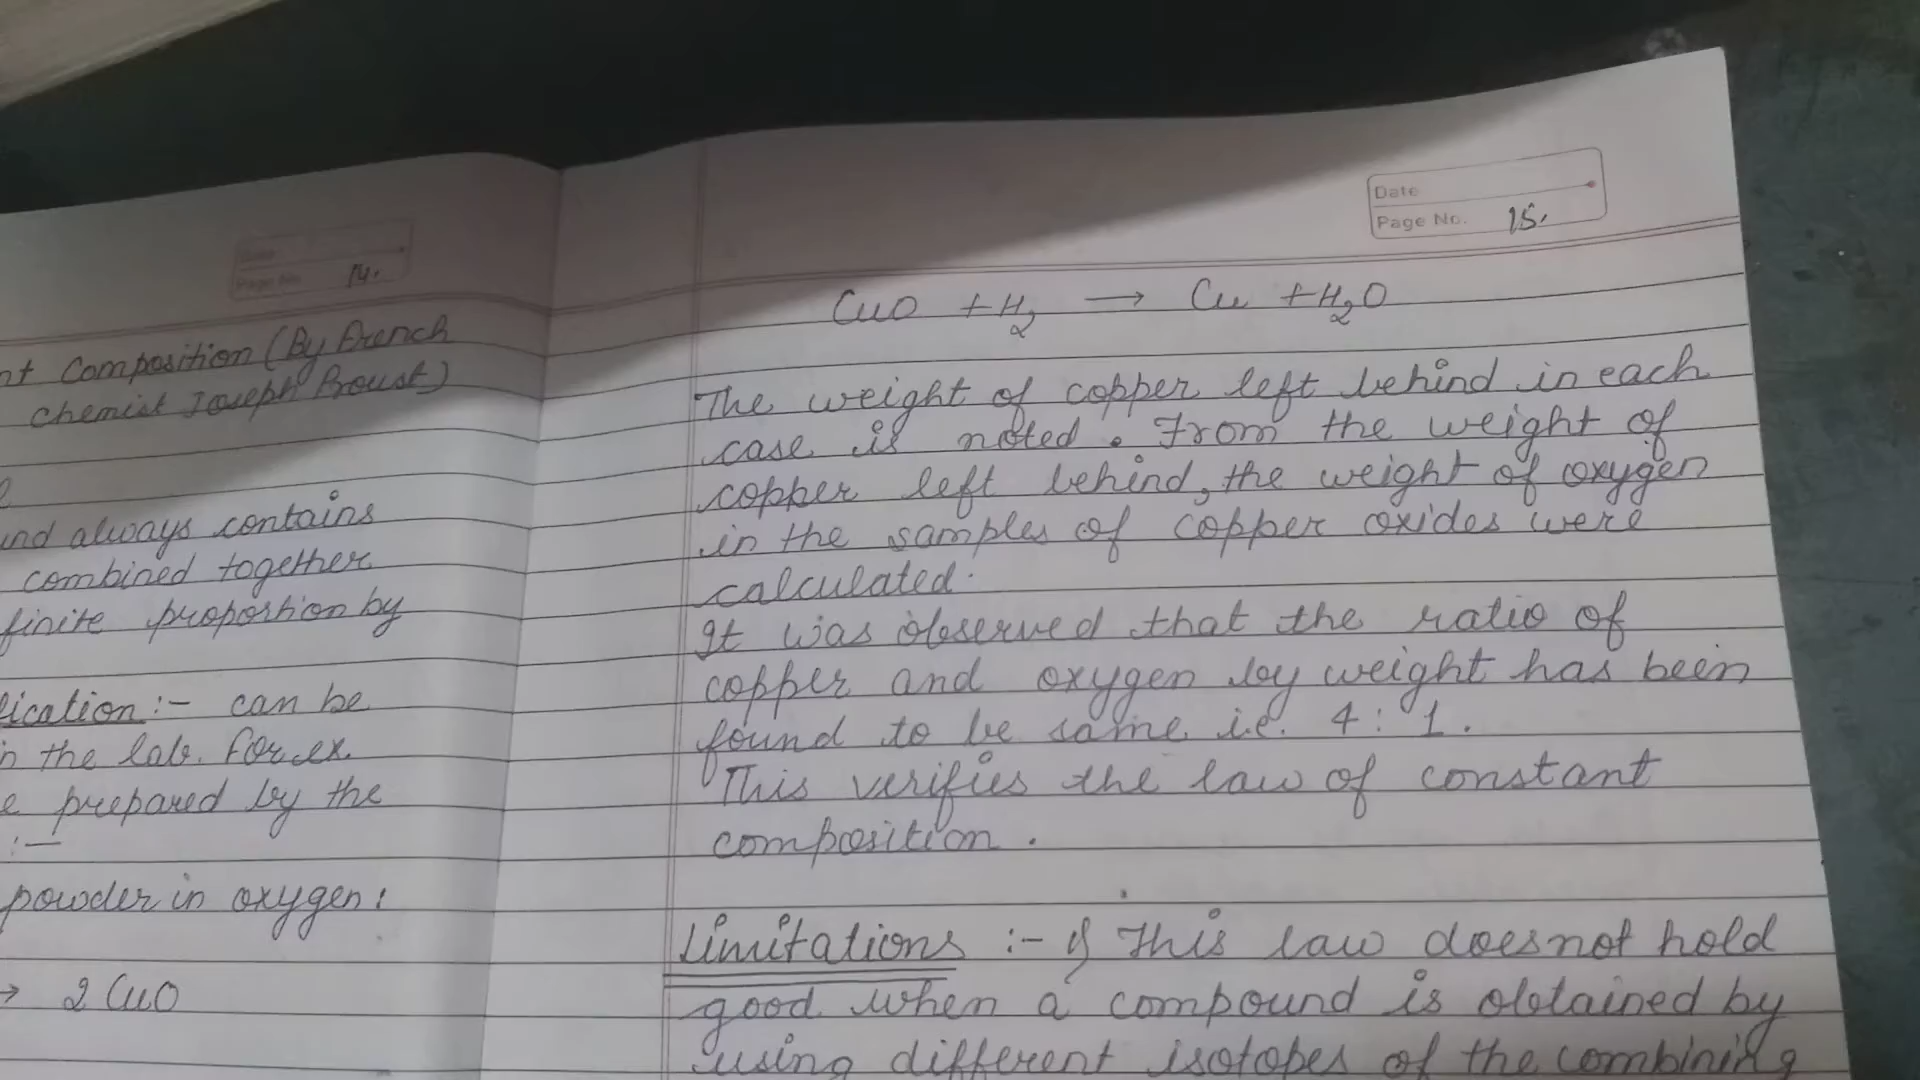 Page No. 14.
nt Composition (By French
chemist Joseph Proust)
und always contains
combined together
finite proportion by
lication :- can be
n the lab. For ex.
e prepared by the
:—
powder in oxygen:
→ 2 CuO
Date
Page No. 15.
CuO + H₂ → Cu + H₂O
The weight of copper left behind in each
case is noted. From the weight of
copper left behind, the weight of oxygen
in the samples of copper oxides were
calculated.
It was observed that the ratio of
copper and oxygen by weight has been
found to be same i.e. 4 : 1.
This verifies the law of constant
composition.
Limitations :- This law doesnot hold
good when a compound is obtained by
using different isotopes of the combining